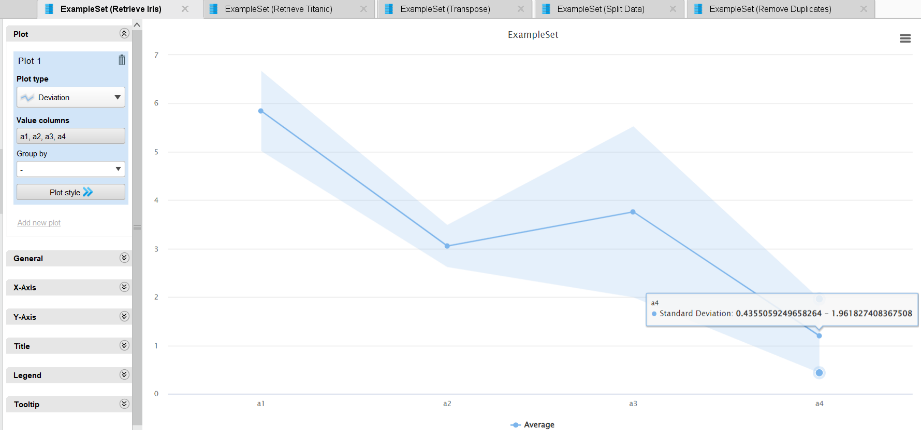 ExampleSet (Retrieve Iris)
ExampleSet (Retrieve Titanic)
ExampleSet (Transpose)
ExampleSet (Split Data)
ExampleSet (Remove Duplicates)
Plot
Plot 1
Plot type
Deviation
Value columns
a1, a2, a3, a4
Group by
-
Plot style
Add new plot
General
X-Axis
Y-Axis
Title
Legend
Tooltip
ExampleSet
7
6
5
4
3
2
1
0
a4
Standard Deviation: 0.4355059249658264 - 1.961827408367508
a1
a2
a3
a4
Average